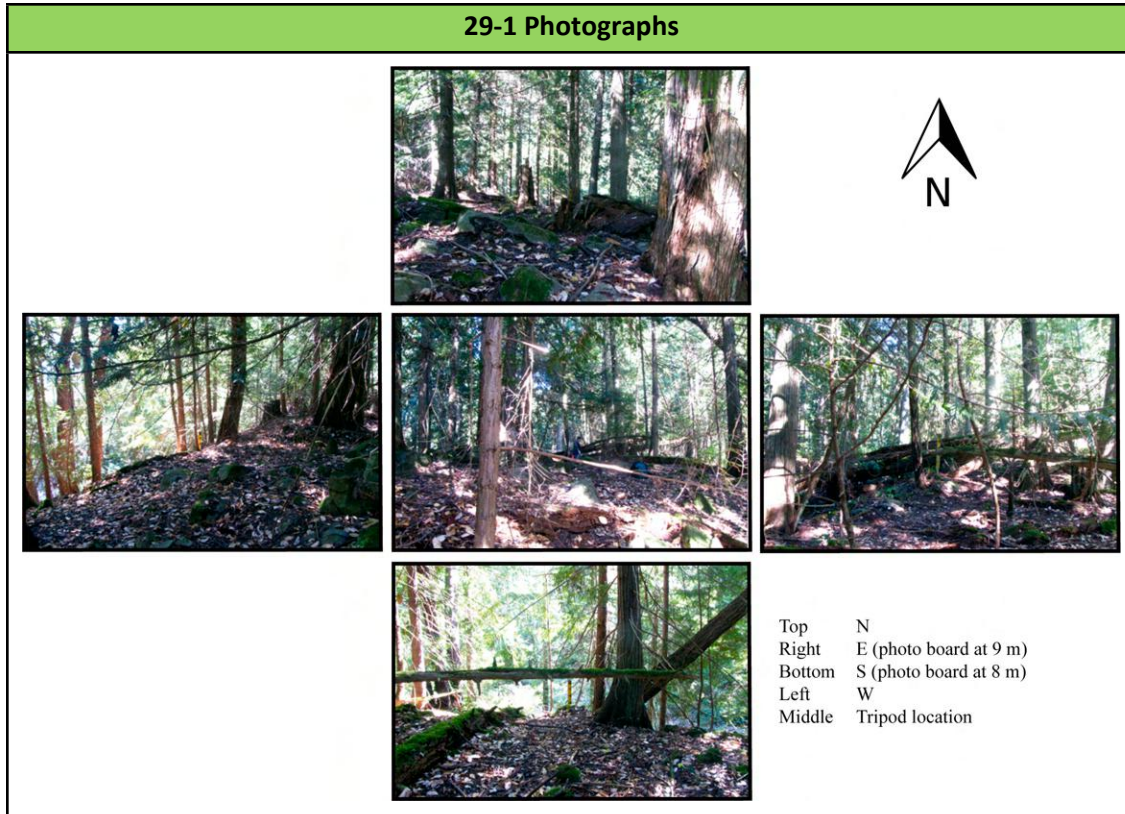 29-1 Photographs
N
Top N
Right E (photo board at 9 m)
Bottom S (photo board at 8 m)
Left W
Middle Tripod location